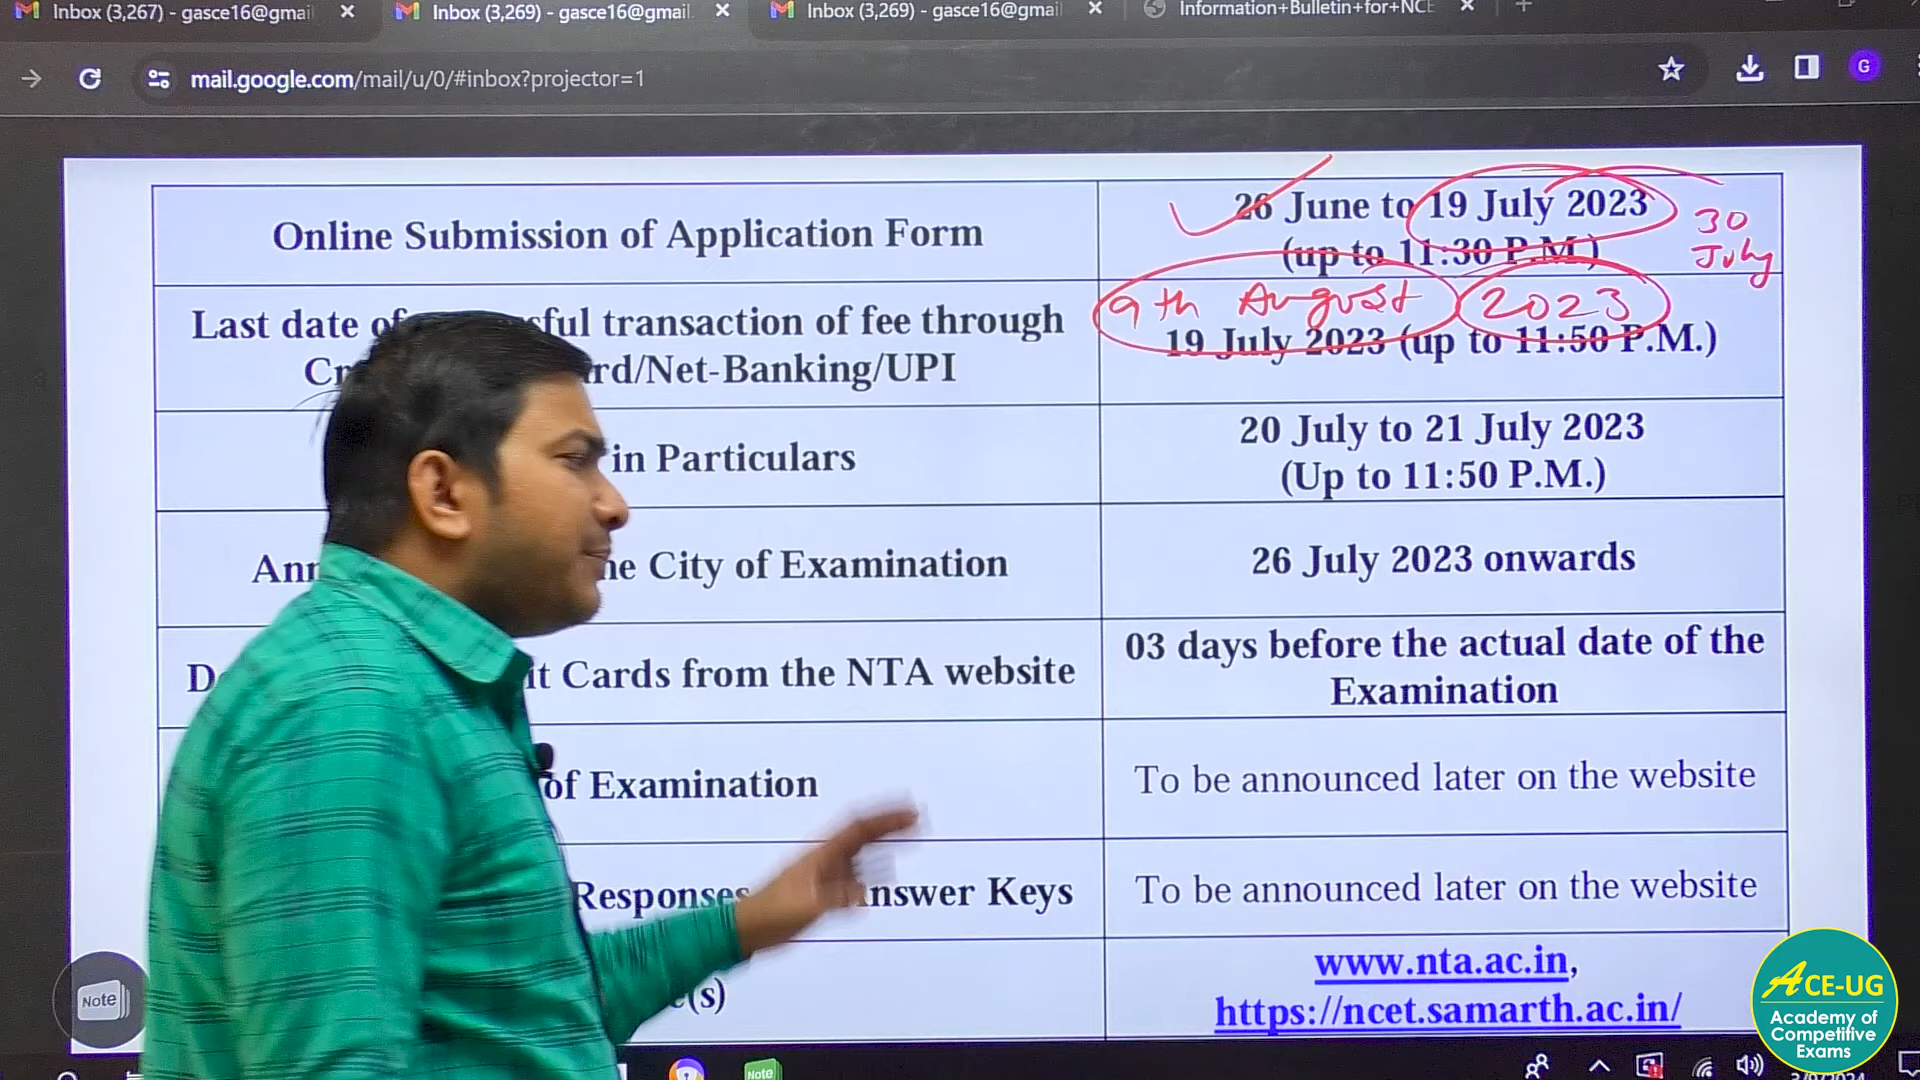 Inbox (3,267) - gasce16@gmai
Inbox (3,269) - gasce16@gmail.
Inbox (3,269) - gasce16@gmail
Information+Bulletin+for+NCE
mail.google.com/mail/u/0/#inbox?projector=1
G
Online Submission of Application Form
26 June to 19 July 2023
(up to 11:30 P.M.)
30
July
9th August 2023
Last date of ful transaction of fee through
Cr rd/Net-Banking/UPI
19 July 2023 (up to 11:50 P.M.)
in Particulars
20 July to 21 July 2023
(Up to 11:50 P.M.)
Ann he City of Examination
26 July 2023 onwards
D it Cards from the NTA website
03 days before the actual date of the
Examination
of Examination
To be announced later on the website
Responses Answer Keys
To be announced later on the website
(s)
www.nta.ac.in,
https://ncet.samarth.ac.in/
Note
Note
ACE-UG
Academy of
Competitive
Exams